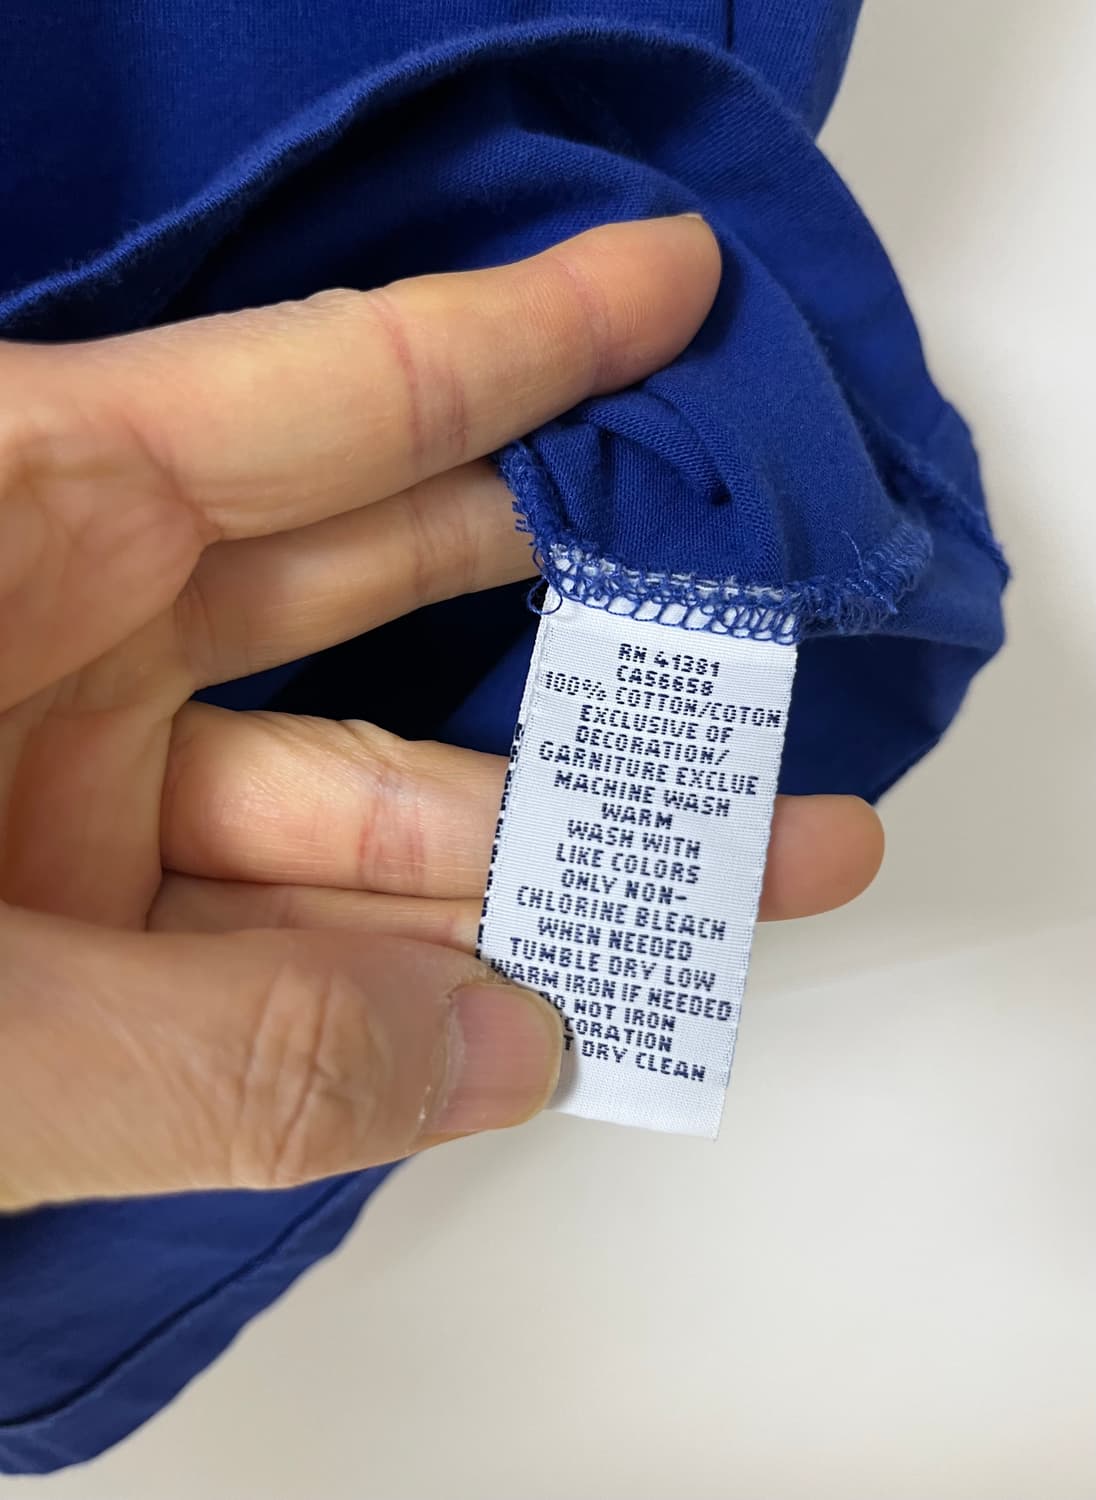 RN 41381
CA56658
100% COTTON/COTON
EXCLUSIVE OF
DECORATION/
GARNITURE EXCLUE
MACHINE WASH
WARM
WASH WITH
LIKE COLORS
ONLY NON-
CHLORINE BLEACH
WHEN NEEDED
TUMBLE DRY LOW
WARM IRON IF NEEDED
DO NOT IRON
CORATION
T DRY CLEAN